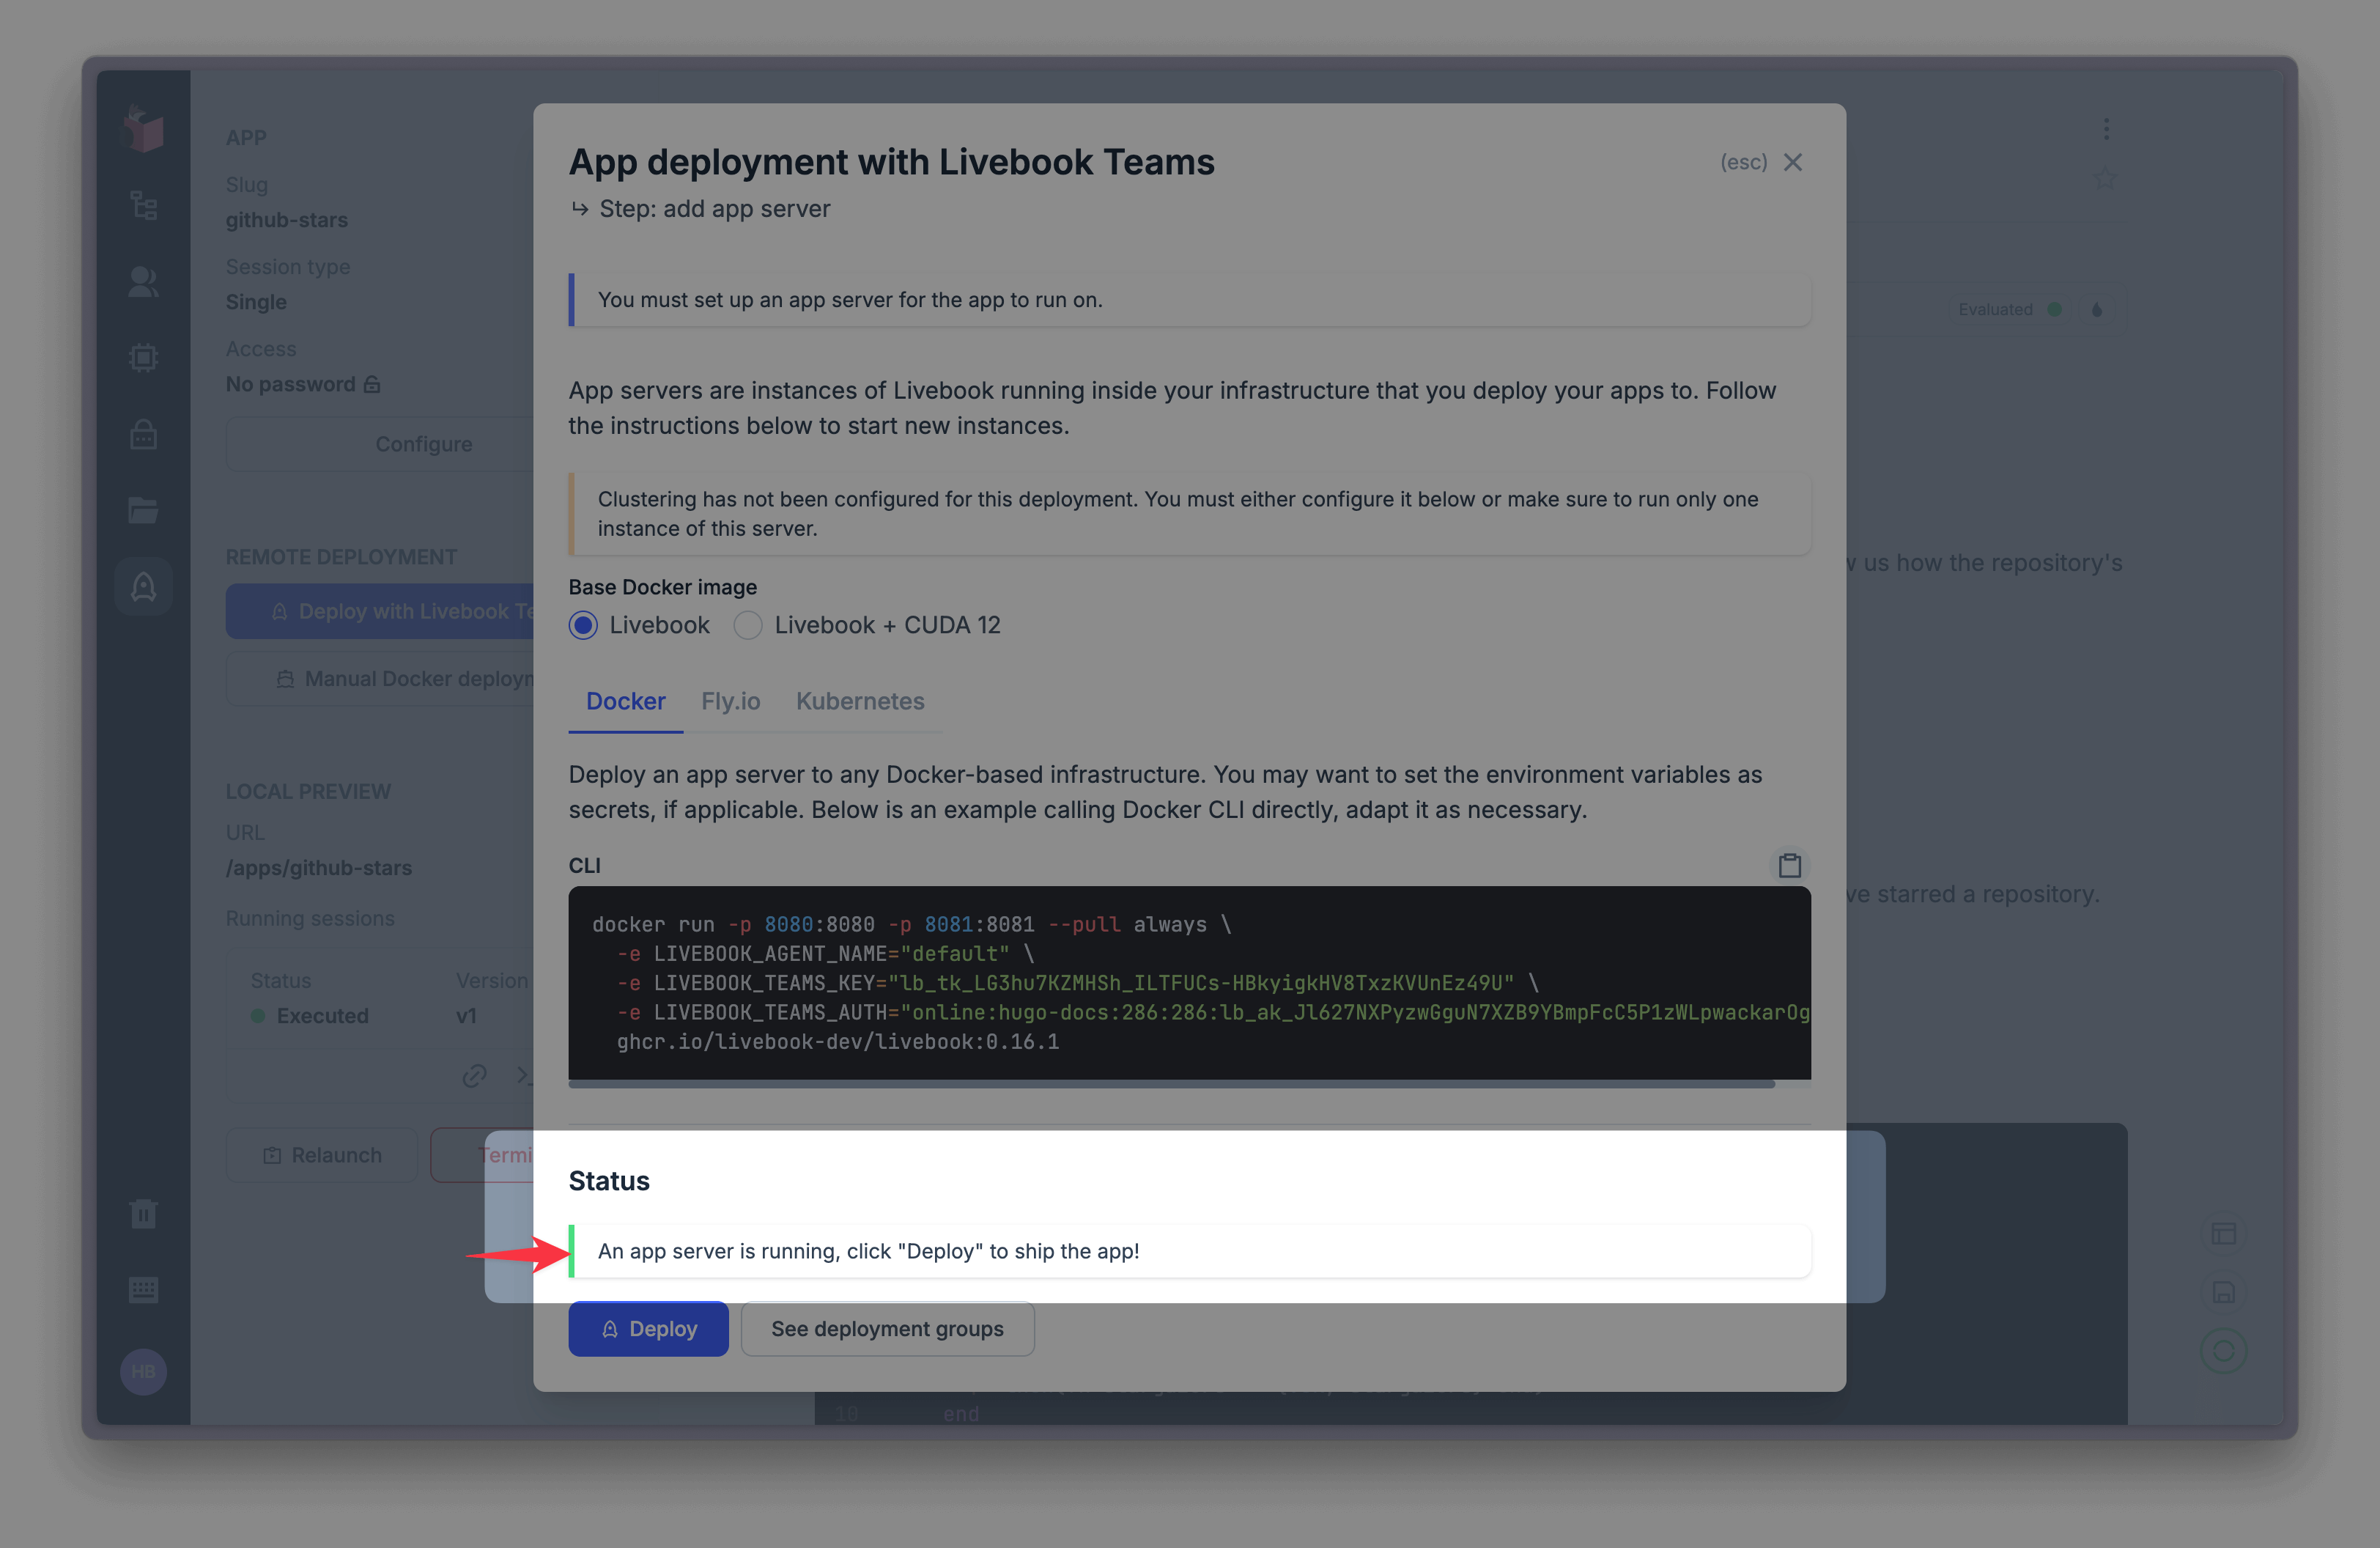 APP
Slug
github-stars
Session type
Single
Access
No password
Configure
REMOTE DEPLOYMENT
Deploy with Livebook
Manual Docker
LOCAL PREVIEW
URL
/apps/github-stars
Running sessions
Status Version
Executed v1
Relaunch
HB
App deployment with Livebook Teams
(esc)
Step: add app server
You must set up an app server for the app to run on.
App servers are instances of Livebook running inside your infrastructure that you deploy your apps to. Follow
the instructions below to start new instances.
Clustering has not been configured for this deployment. You must either configure it below or make sure to run only one
instance of this server.
Base Docker image
Livebook Livebook + CUDA 12
Docker Fly.io Kubernetes
Deploy an app server to any Docker-based infrastructure. You may want to set the environment variables as
secrets, if applicable. Below is an example calling Docker CLI directly, adapt it as necessary.
CLI
docker run -p 8080:8080 -p 8081:8081 --pull always \
-e LIVEBOOK_AGENT_NAME="default" \
-e LIVEBOOK_TEAMS_KEY="lb_tk_LG3hu7KZMHSh_ILTFUCs-HBkyigkHV8TxzKVUnEz49U" \
-e LIVEBOOK_TEAMS_AUTH="online:hugo-docs:286:286:lb_ak_Jl627NXPyzwGguN7XZB9YBmpFcC5P1zWLpwackarOg
ghcr.io/livebook-dev/livebook:0.16.1
Status
An app server is running, click "Deploy" to ship the app!
Deploy
See deployment groups
Evaluated
us how the repository's
starred a repository.
10 end